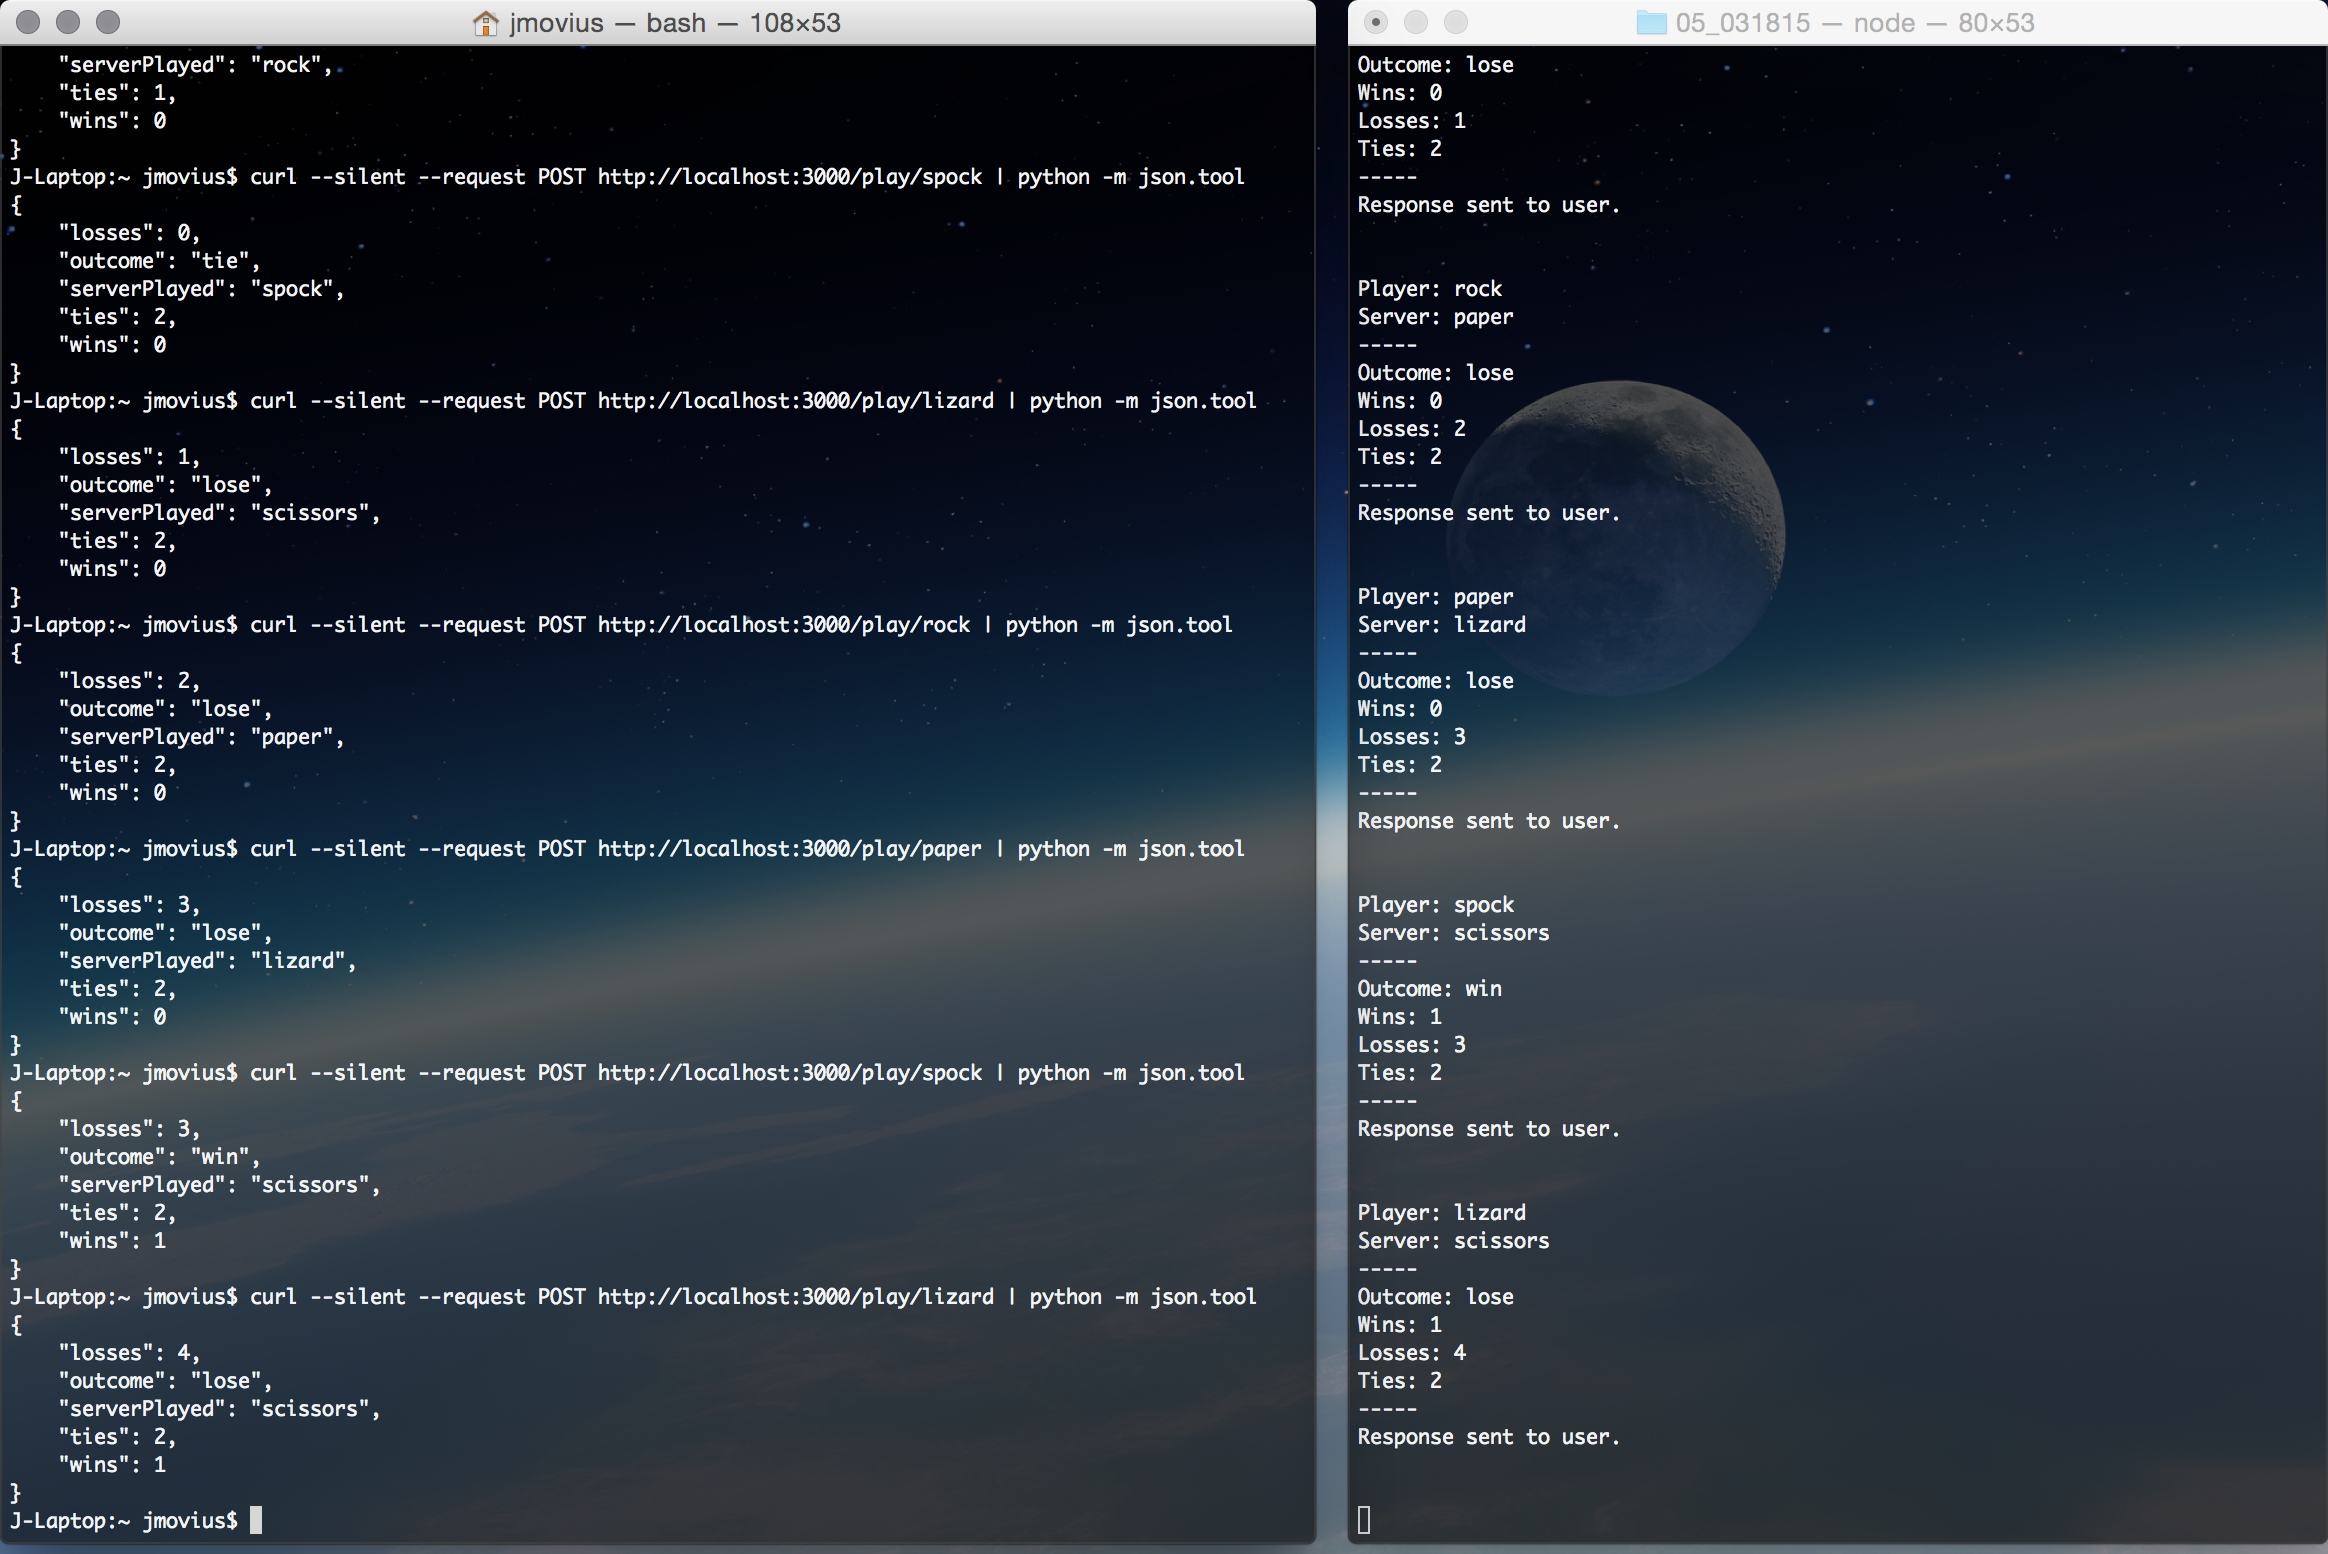 jmovius — bash — 108×53
    "serverPlayed": "rock",
    "ties": 1,
    "wins": 0
}
J-Laptop:~ jmovius$ curl --silent --request POST http://localhost:3000/play/spock | python -m json.tool
{
    "losses": 0,
    "outcome": "tie",
    "serverPlayed": "spock",
    "ties": 2,
    "wins": 0
}
J-Laptop:~ jmovius$ curl --silent --request POST http://localhost:3000/play/lizard | python -m json.tool
{
    "losses": 1,
    "outcome": "lose",
    "serverPlayed": "scissors",
    "ties": 2,
    "wins": 0
}
J-Laptop:~ jmovius$ curl --silent --request POST http://localhost:3000/play/rock | python -m json.tool
{
    "losses": 2,
    "outcome": "lose",
    "serverPlayed": "paper",
    "ties": 2,
    "wins": 0
}
J-Laptop:~ jmovius$ curl --silent --request POST http://localhost:3000/play/paper | python -m json.tool
{
    "losses": 3,
    "outcome": "lose",
    "serverPlayed": "lizard",
    "ties": 2,
    "wins": 0
}
J-Laptop:~ jmovius$ curl --silent --request POST http://localhost:3000/play/spock | python -m json.tool
{
    "losses": 3,
    "outcome": "win",
    "serverPlayed": "scissors",
    "ties": 2,
    "wins": 1
}
J-Laptop:~ jmovius$ curl --silent --request POST http://localhost:3000/play/lizard | python -m json.tool
{
    "losses": 4,
    "outcome": "lose",
    "serverPlayed": "scissors",
    "ties": 2,
    "wins": 1
}
J-Laptop:~ jmovius$
05_031815 — node — 80×53
Outcome: lose
Wins: 0
Losses: 1
Ties: 2
-----
Response sent to user.
Player: rock
Server: paper
-----
Outcome: lose
Wins: 0
Losses: 2
Ties: 2
-----
Response sent to user.
Player: paper
Server: lizard
-----
Outcome: lose
Wins: 0
Losses: 3
Ties: 2
-----
Response sent to user.
Player: spock
Server: scissors
-----
Outcome: win
Wins: 1
Losses: 3
Ties: 2
-----
Response sent to user.
Player: lizard
Server: scissors
-----
Outcome: lose
Wins: 1
Losses: 4
Ties: 2
-----
Response sent to user.